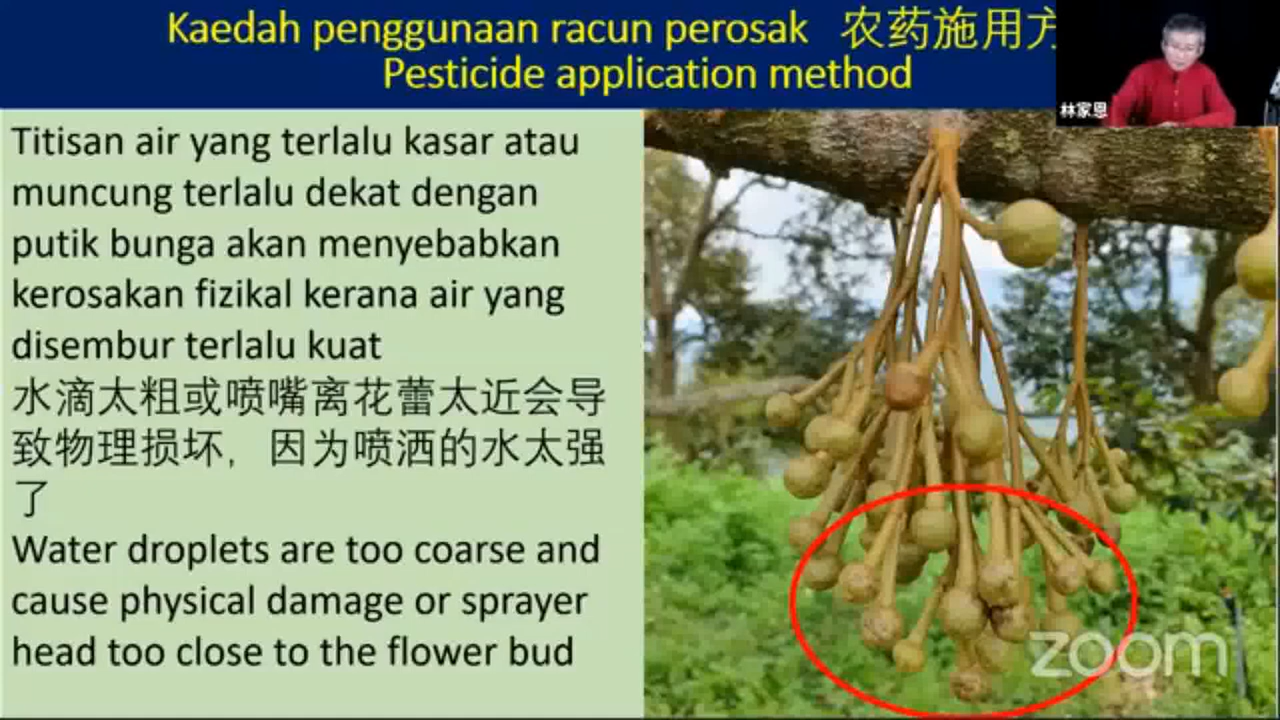 Kaedah penggunaan racun perosak 农药施用方
Pesticide application method
林家恩
Titisan air yang terlalu kasar atau
muncung terlalu dekat dengan
putik bunga akan menyebabkan
kerosakan fizikal kerana air yang
disembur terlalu kuat
水滴太粗或喷嘴离花蕾太近会导
致物理损坏，因为喷洒的水太强
了
Water droplets are too coarse and
cause physical damage or sprayer
head too close to the flower bud
zoom